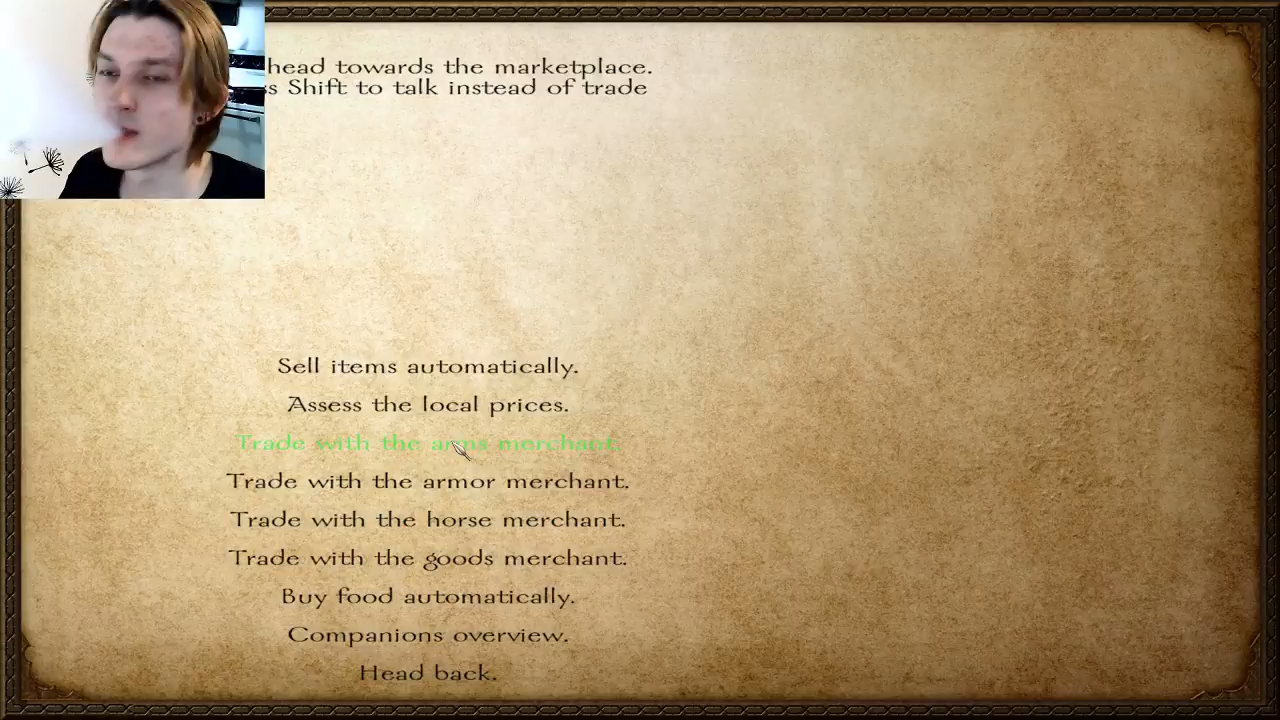 head towards the marketplace.
Shift to talk instead of trade
Sell items automatically.
Assess the local prices.
Trade with the arms merchant.
Trade with the armor merchant.
Trade with the horse merchant.
Trade with the goods merchant.
Buy food automatically.
Companions overview.
Head back.